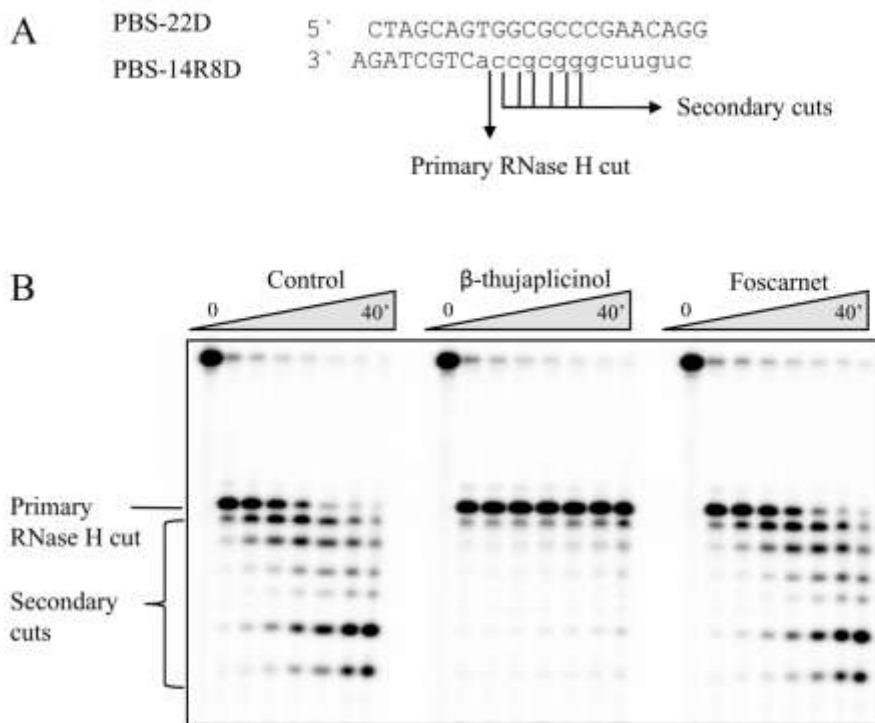 A
PBS-22D 5` CTAGCAGTGGCGCCCGAACAGG
PBS-14R8D 3` AGATCGTCaccgcgggcuuguc
Secondary cuts
Primary RNase H cut
B
Control β-thujaplicinol Foscarnet
0 40’ 0 40’ 0 40’
Primary
RNase H cut
Secondary
cuts